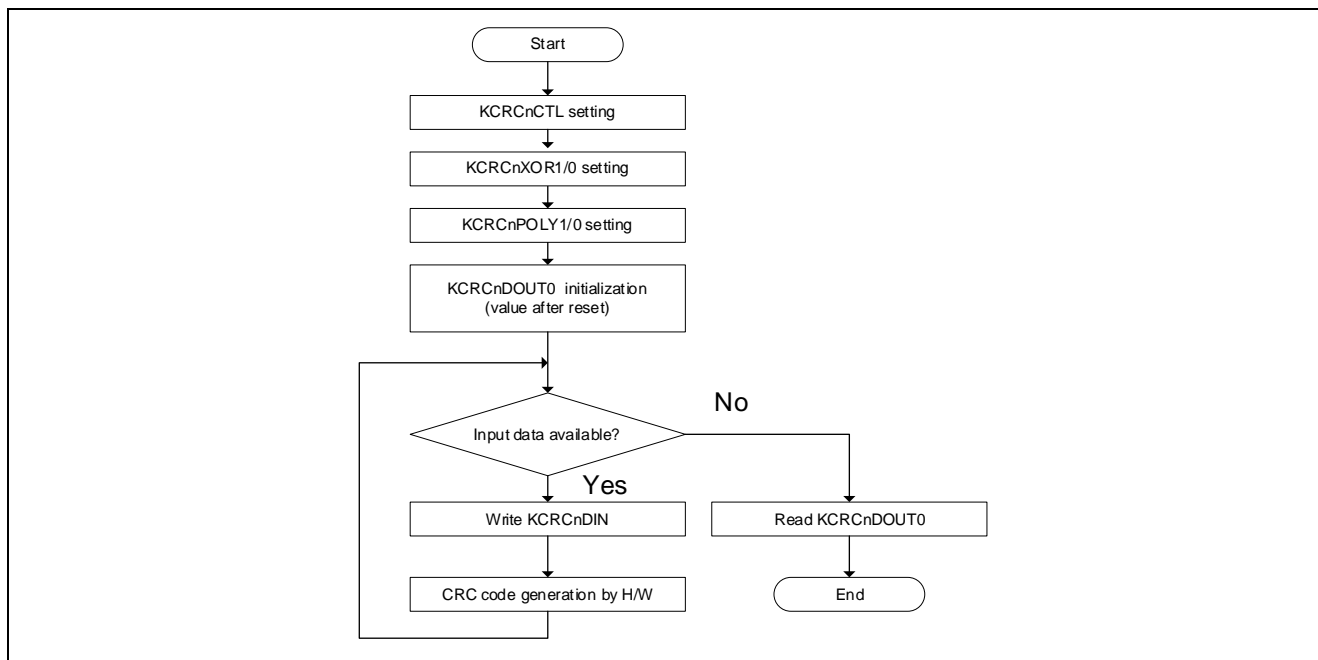 Start
KCRCnCTL setting
KCRCnXOR1/0 setting
KCRCnPOLY1/0 setting
KCRCnDOUT0 initialization
(value after reset)
Input data available?
No
Yes
Write KCRCnDIN
Read KCRCnDOUT0
CRC code generation by H/W
End